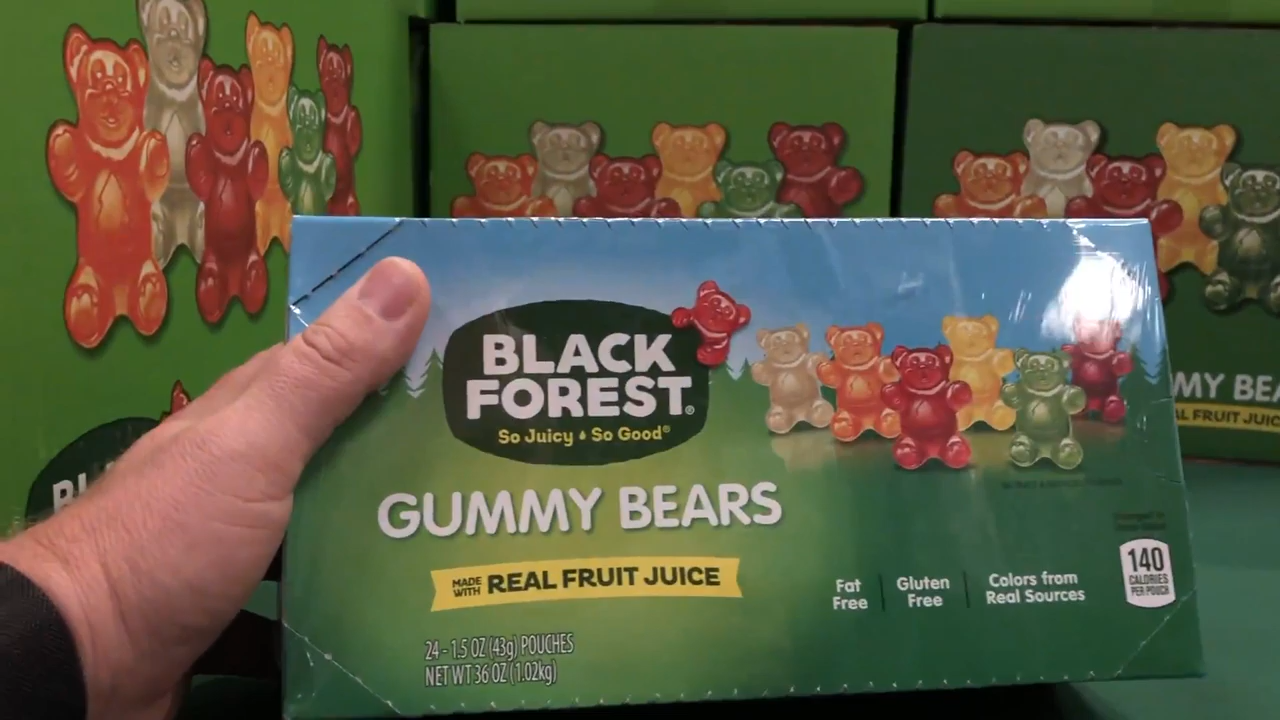 BLACK
FOREST®
So Juicy So Good®
GUMMY BEARS
MADE WITH REAL FRUIT JUICE
Fat Free
Gluten Free
Colors from Real Sources
140
CALORIES
PER POUCH
24 - 1.5 OZ (43g) POUCHES
NET WT 36 OZ (1.02kg)
BL
MY BEA
AL FRUIT JUIC